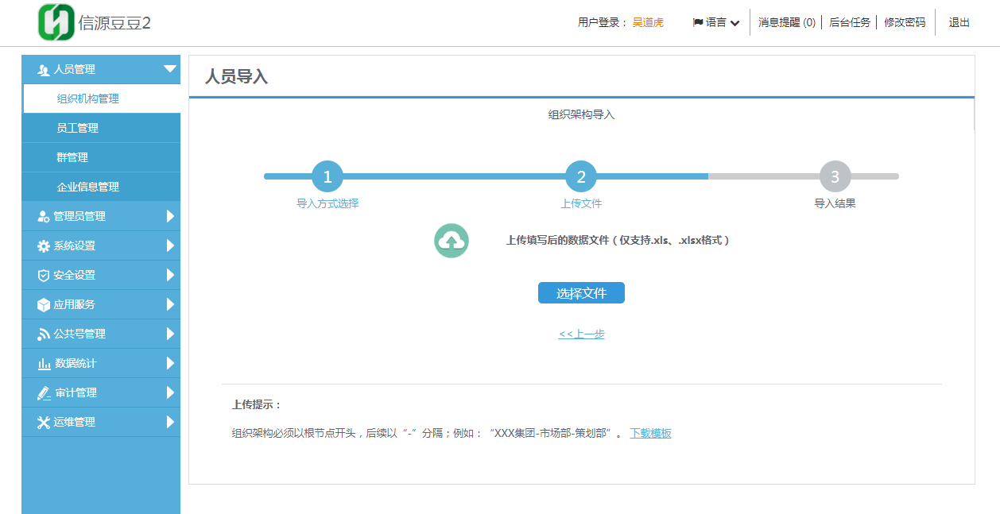 信源豆豆2
用户登录： 吴道虎 语言 消息提醒 (0) 后台任务 修改密码 退出
人员管理
组织机构管理
员工管理
群管理
企业信息管理
管理员管理
系统设置
安全设置
应用服务
公共号管理
数据统计
审计管理
运维管理
人员导入
组织架构导入
1 2 3
导入方式选择 上传文件 导入结果
上传填写后的数据文件（仅支持.xls、.xlsx格式）
选择文件
<<上一步
上传提示：
组织架构必须以根节点开头，后续以“-”分隔；例如：“XXX集团-市场部-策划部”。 下载模板